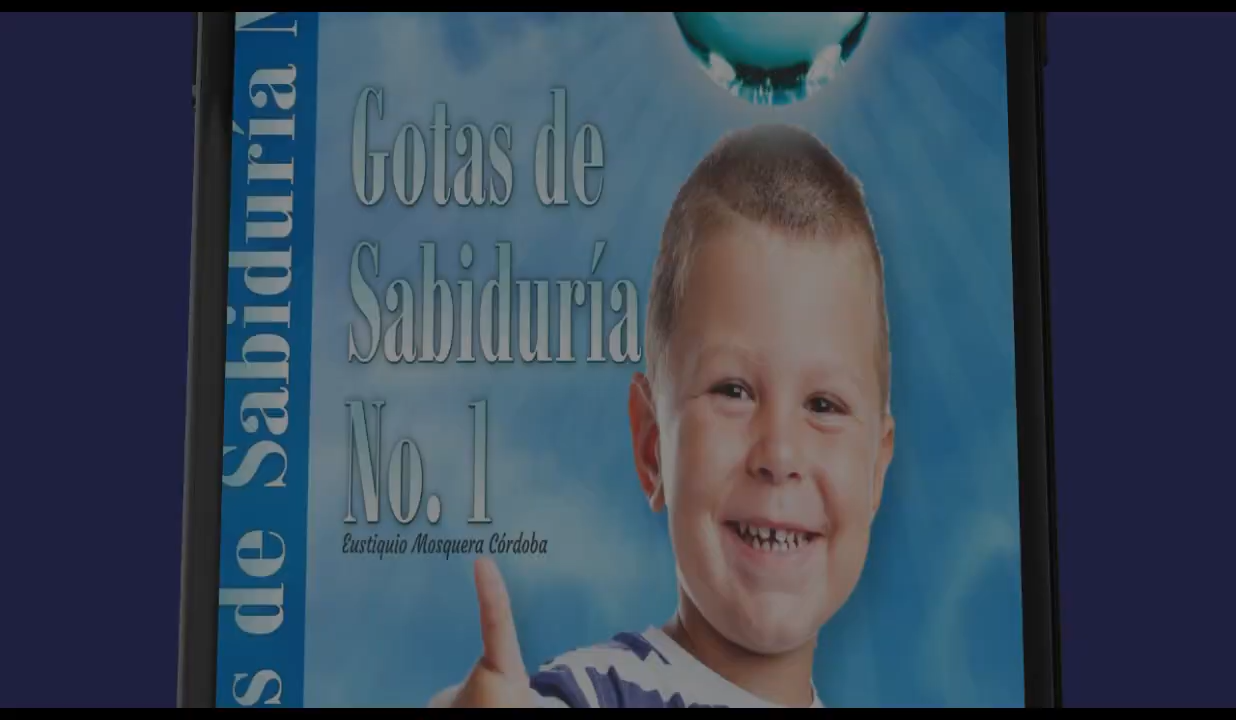 Gotas de
Sabiduría
No. 1
Eustiquio Mosquera Córdoba
s de Sabiduría N